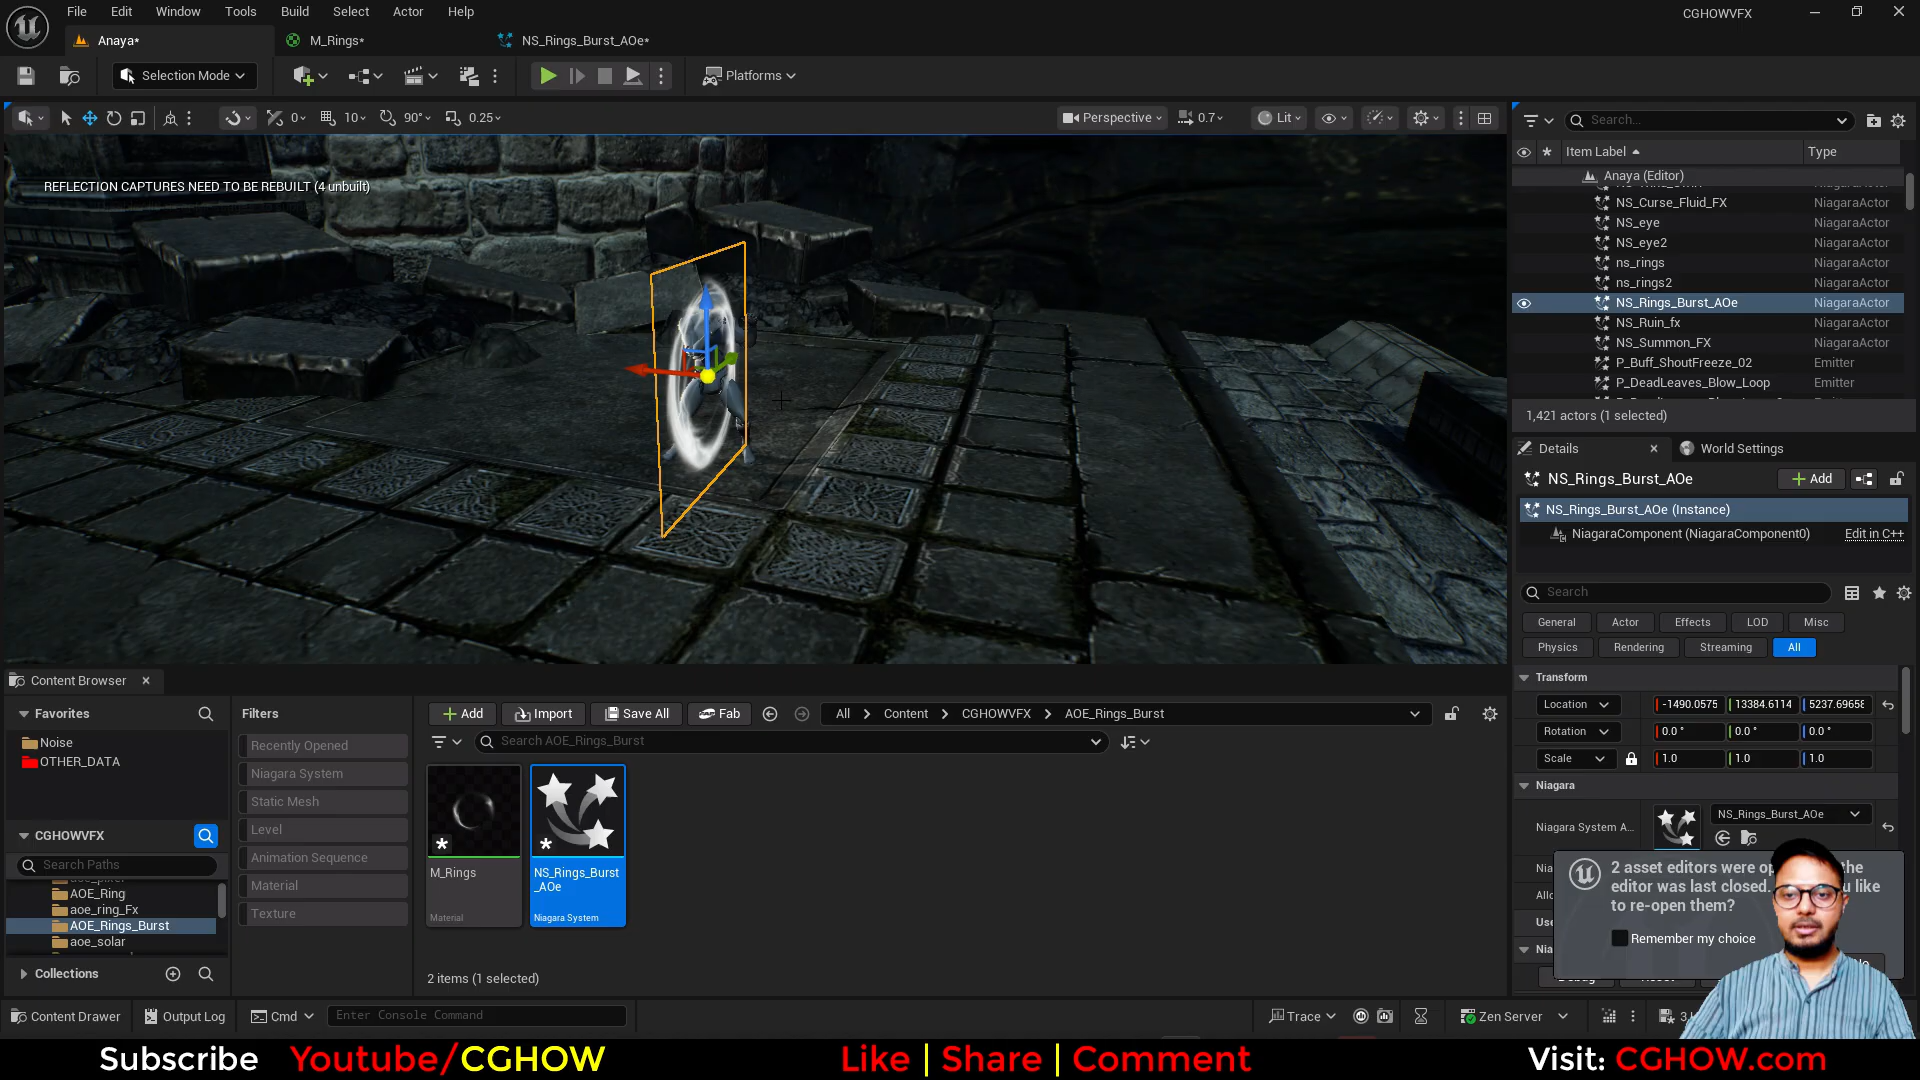 File Edit Window Tools Build Select Actor Help
CGHOWVFX
Anaya* M_Rings* NS_Rings_Burst_AOe*
Selection Mode
Platforms
0 10 90° 0.25
Perspective 0.7 Lit
REFLECTION CAPTURES NEED TO BE REBUILT (4 unbuilt)
Search...
Item Label Type
Anaya (Editor)
NS_Curse_Fluid_FX NiagaraActor
NS_eye NiagaraActor
NS_eye2 NiagaraActor
ns_rings NiagaraActor
ns_rings2 NiagaraActor
NS_Rings_Burst_AOe NiagaraActor
NS_Ruin_fx NiagaraActor
NS_Summon_FX NiagaraActor
P_Buff_ShoutFreeze_02 Emitter
P_DeadLeaves_Blow_Loop Emitter
1,421 actors (1 selected)
Details World Settings
NS_Rings_Burst_AOe Add
NS_Rings_Burst_AOe (Instance)
NiagaraComponent (NiagaraComponent0) Edit in C++
Search
General Actor Effects LOD Misc
Physics Rendering Streaming All
Transform
Location -1490.0575 13384.6114 5237.6965
Rotation 0.0 ° 0.0 ° 0.0 °
Scale 1.0 1.0 1.0
Niagara
Niagara System A... NS_Rings_Burst_AOe
2 asset editors were op the
editor was last closed. u like
to re-open them?
Remember my choice
Content Browser
Favorites
Noise
OTHER_DATA
CGHOWVFX
Search Paths
AOE_Ring
aoe_ring_Fx
AOE_Rings_Burst
aoe_solar
Collections
Filters
Recently Opened
Niagara System
Static Mesh
Level
Animation Sequence
Material
Texture
Add Import Save All Fab All Content CGHOWVFX AOE_Rings_Burst
Search AOE_Rings_Burst
M_Rings
Material
NS_Rings_Burst
_AOe
Niagara System
2 items (1 selected)
Content Drawer Output Log Cmd Enter Console Command Trace Zen Server
Subscribe Youtube/CGHOW Like | Share | Comment Visit: CGHOW.com